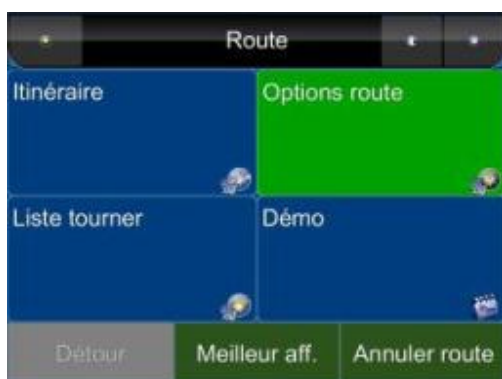 Route
Itinéraire
Options route
Liste tourner
Démo
Détour
Meilleur aff.
Annuler route